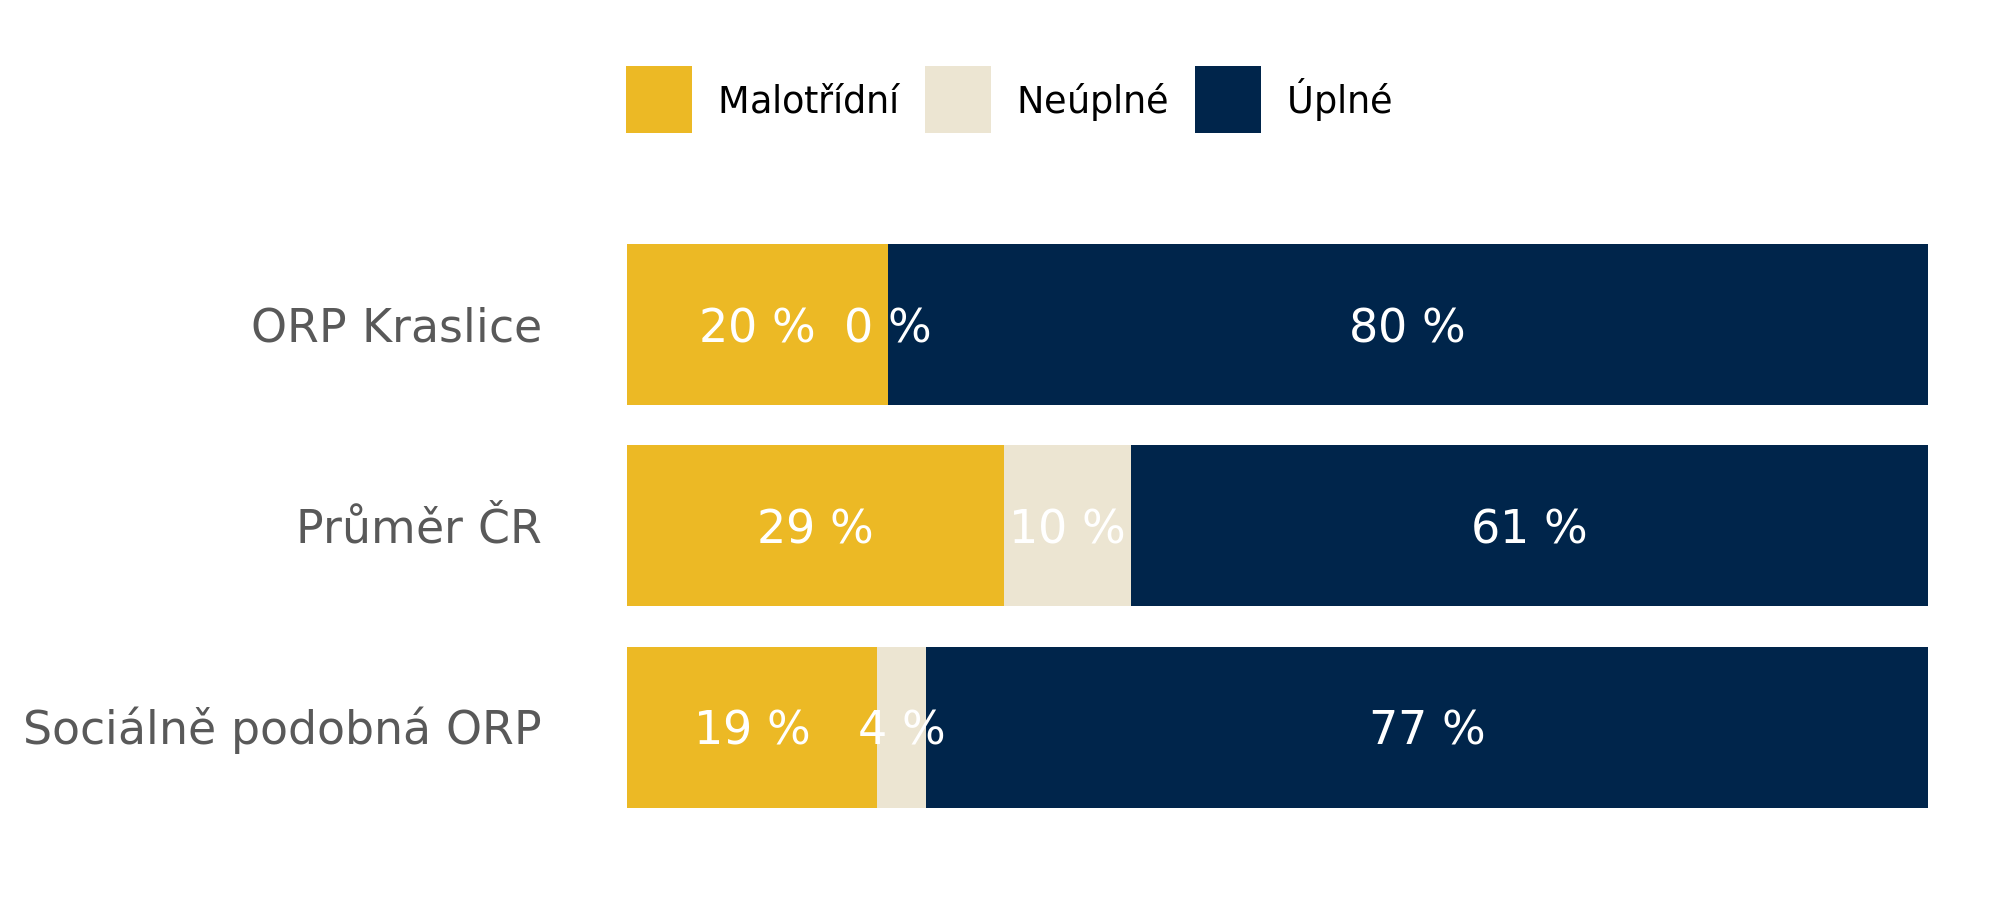 Malotřídní Neúplné Úplné
ORP Kraslice 20 % 0 % 80 %
Průměr ČR 29 % 10 % 61 %
Sociálně podobná ORP 19 % 4 % 77 %